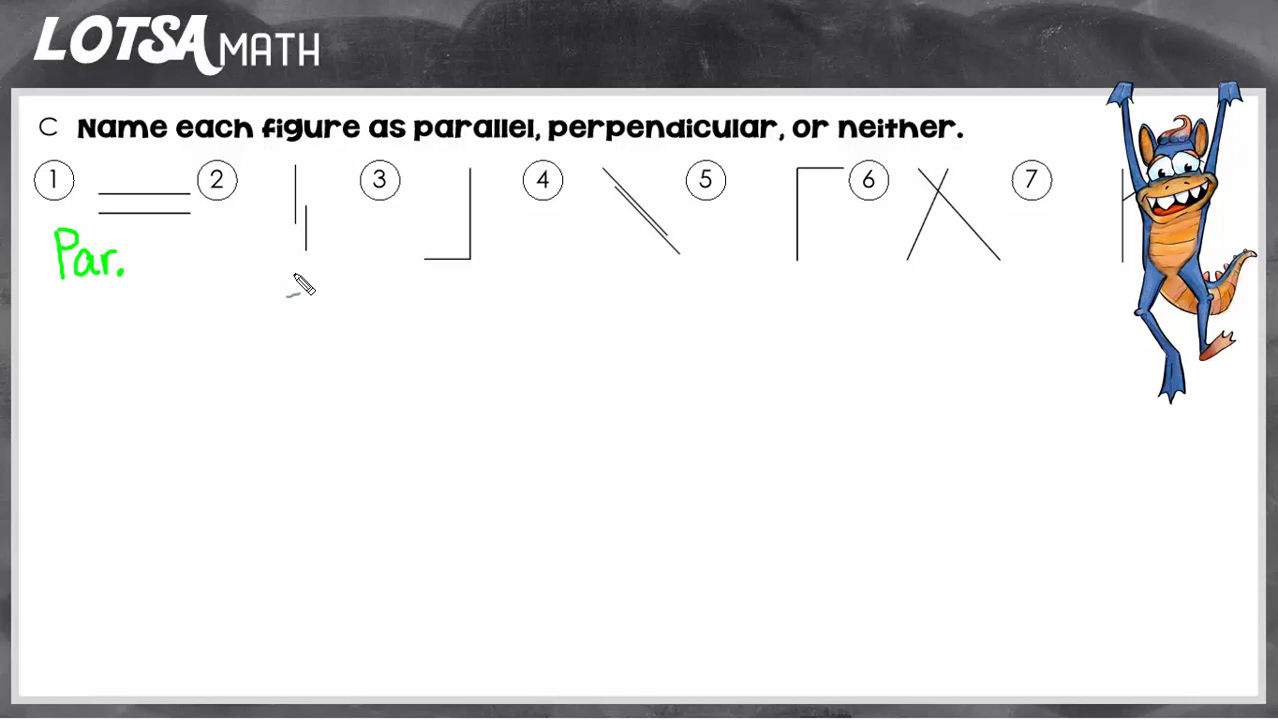 LOTSA MATH
C Name each figure as parallel, perpendicular, or neither.
1 2 3 4 5 6 7
Par.